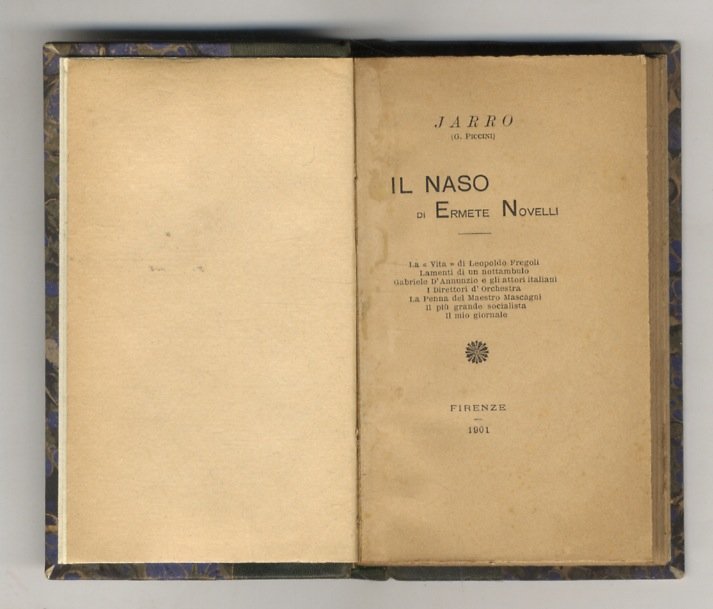 JARRO
(G. PICCINI)
IL NASO
DI ERMETE NOVELLI
La « Vita » di Leopoldo Fregoli
Lamenti di un nottambulo
Gabriele D'Annunzio e gli attori italiani
I Direttori d' Orchestra
La Penna del Maestro Mascagni
Il più grande socialista
Il mio giornale
FIRENZE
1901